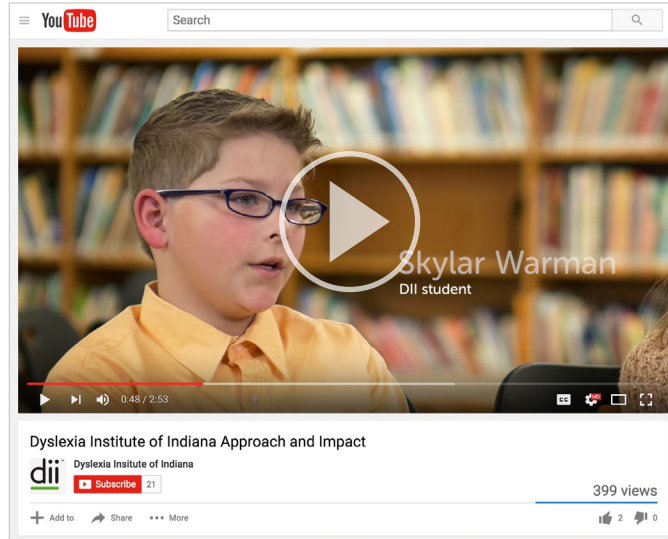 YouTube
Search
Skylar Warman
DII student
0:48 / 2:53
CC
HD
Dyslexia Institute of Indiana Approach and Impact
dii
Dyslexia Insitute of Indiana
Subscribe 21
399 views
Add to Share More
2 0